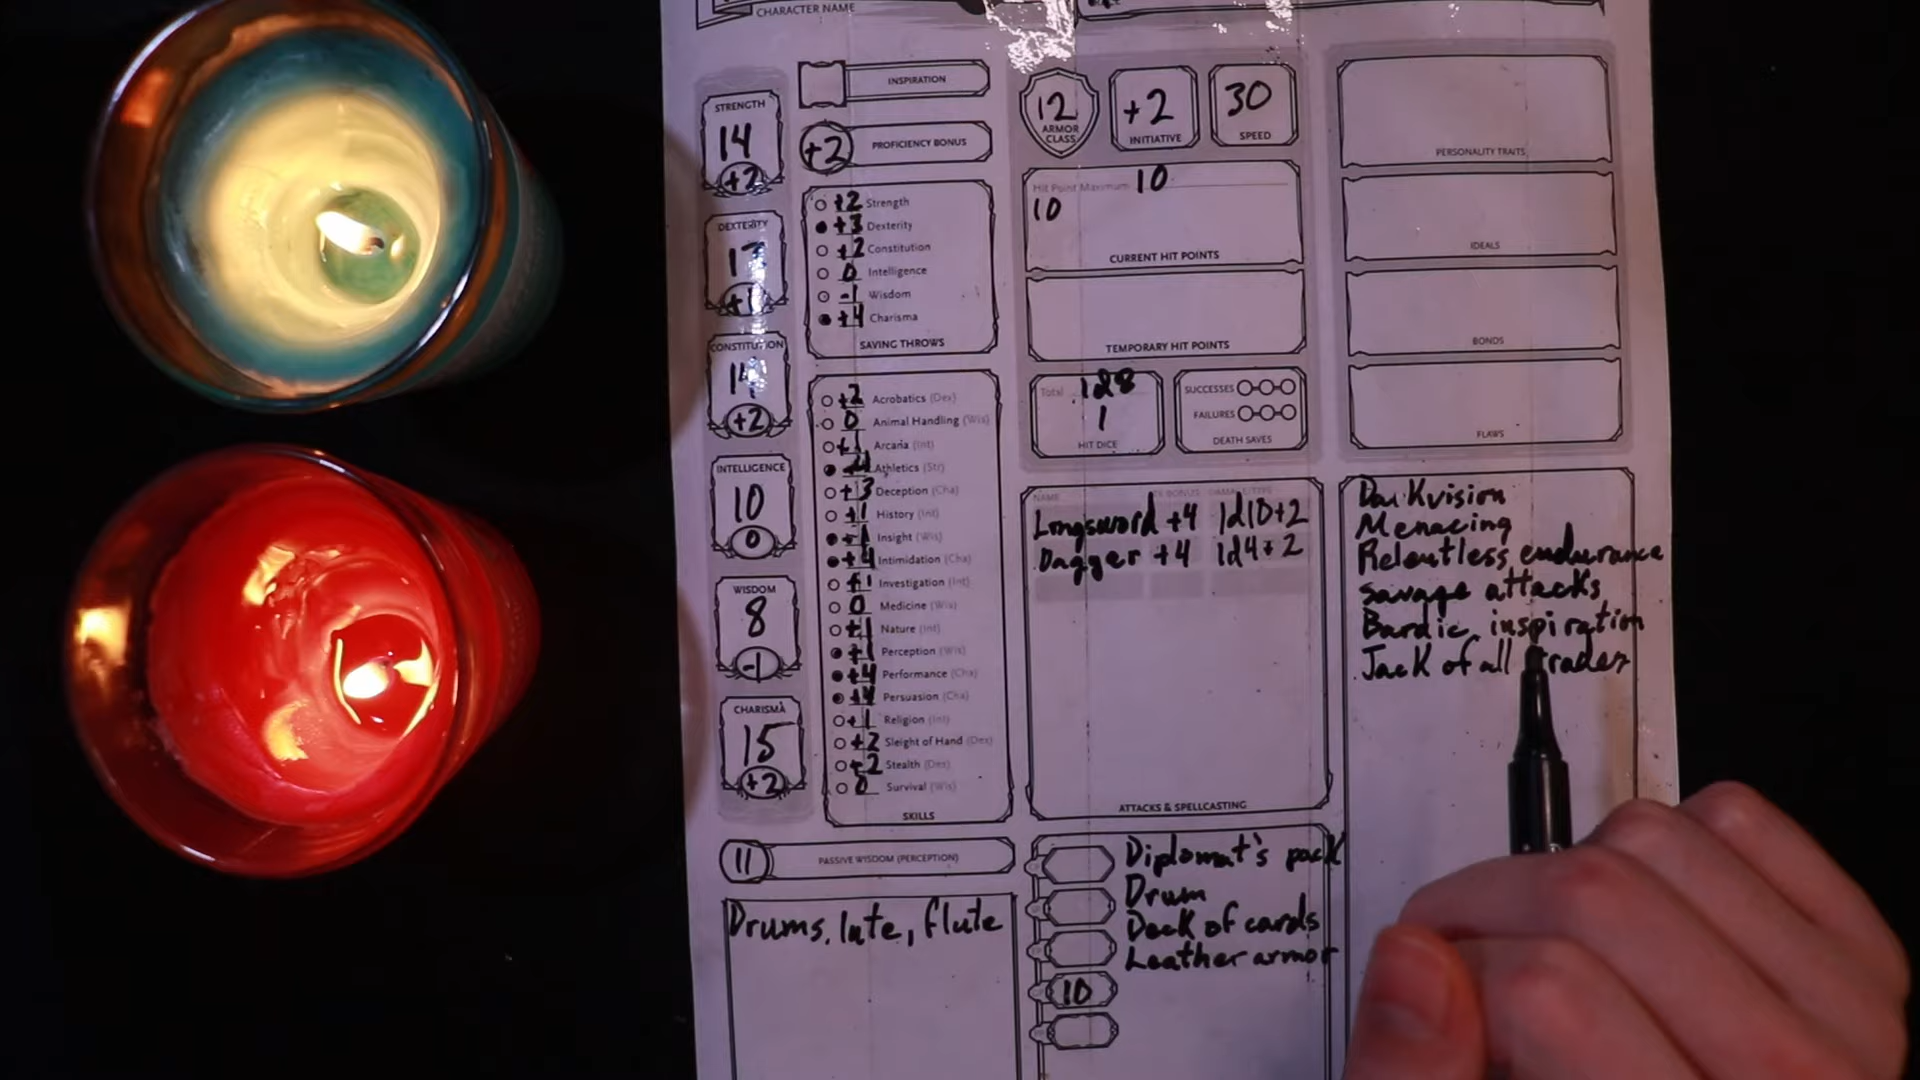 CHARACTER NAME
STRENGTH
14
+2
DEXTERITY
+1
CONSTITUTION
14
+2
INTELLIGENCE
10
0
WISDOM
8
-1
CHARISMA
15
+2
INSPIRATION
+2 PROFICIENCY BONUS
+2 Strength
+3 Dexterity
+2 Constitution
0 Intelligence
-1 Wisdom
+4 Charisma
SAVING THROWS
+2 Acrobatics (Dex)
0 Animal Handling (Wis)
+1 Arcana (Int)
Athletics (Str)
+3 Deception (Cha)
+1 History (Int)
+1 Insight (Wis)
+4 Intimidation (Cha)
+1 Investigation (Int)
0 Medicine (Wis)
+1 Nature (Int)
+1 Perception (Wis)
+4 Performance (Cha)
+4 Persuasion (Cha)
+1 Religion (Int)
+2 Sleight of Hand (Dex)
+2 Stealth (Dex)
0 Survival (Wis)
SKILLS
11 PASSIVE WISDOM (PERCEPTION)
Drums, lute, flute
12
ARMOR
CLASS
+2
INITIATIVE
30
SPEED
Hit Point Maximum 10
10
CURRENT HIT POINTS
TEMPORARY HIT POINTS
Total 1d8
1
HIT DICE
SUCCESSES
FAILURES
DEATH SAVES
NAME
Longsword +4 1d10+2
Dagger +4 1d4+2
ATTACKS & SPELLCASTING
Diplomat's pack
Drum
Deck of cards
Leather armor
10
PERSONALITY TRAITS
IDEALS
BONDS
FLAWS
Darkvision
Menacing
Relentless endurance
savage attacks
Bardic inspiration
Jack of all trades